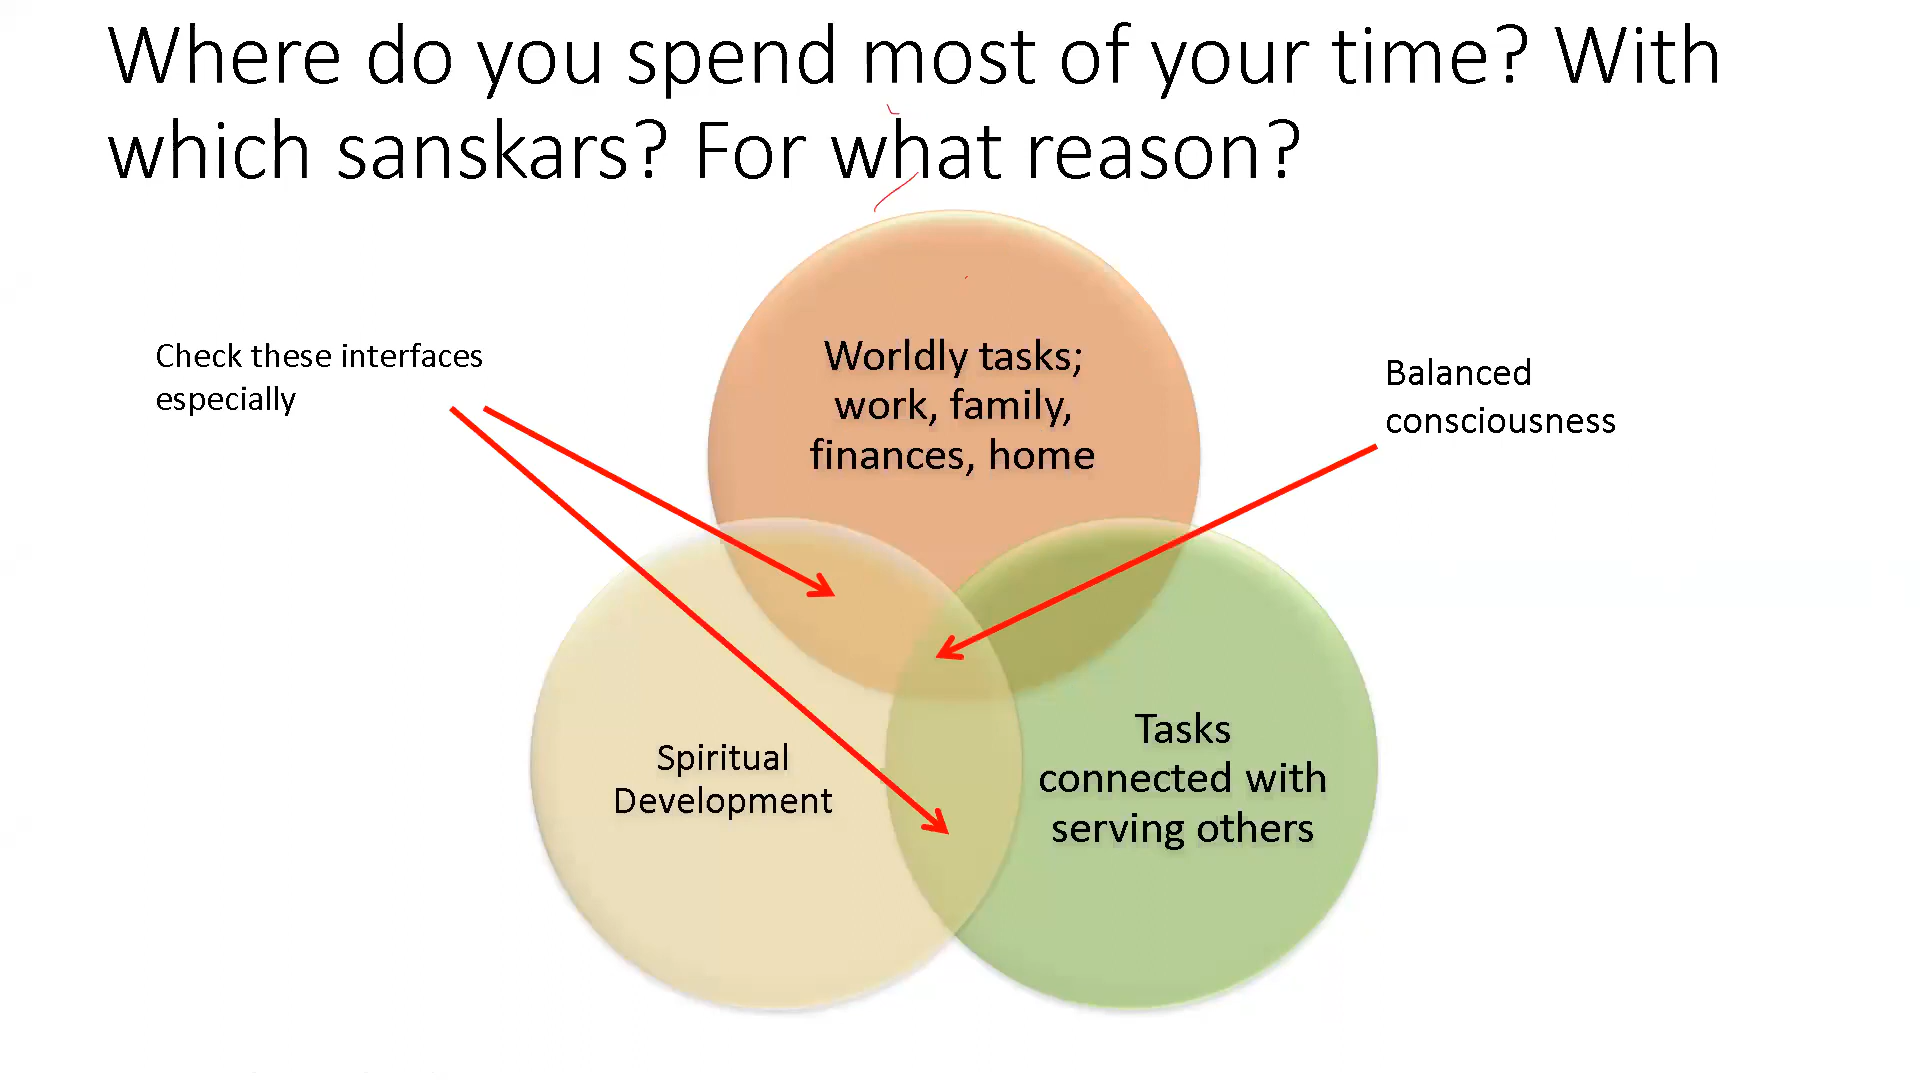 Where do you spend most of your time? With
which sanskars? For what reason?
Check these interfaces
especially
Worldly tasks;
work, family,
finances, home
Balanced
consciousness
Spiritual
Development
Tasks
connected with
serving others